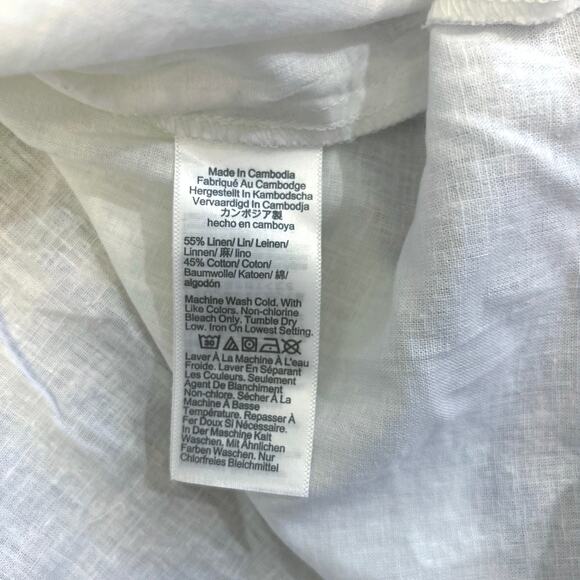 Made In Cambodia
Fabriqué Au Cambodge
Hergestellt In Kambodscha
Vervaardigd In Cambodja
カンボジア製
hecho en camboya
55% Linen/ Lin/ Leinen/
Linnen/ 麻/ lino
45% Cotton/ Coton/
Baumwolle/ Katoen/ 綿/
algodón
Machine Wash Cold. With
Like Colors. Non-chlorine
Bleach Only. Tumble Dry
Low. Iron On Lowest Setting.
Laver À La Machine À L'eau
Froide. Laver En Séparant
Les Couleurs. Seulement
Agent De Blanchiment
Non-chlore. Sécher À La
Machine À Basse
Température. Repasser À
Fer Doux Si Nécessaire.
In Der Maschine Kalt
Waschen. Mit Ähnlichen
Farben Waschen. Nur
Chlorfreies Bleichmittel